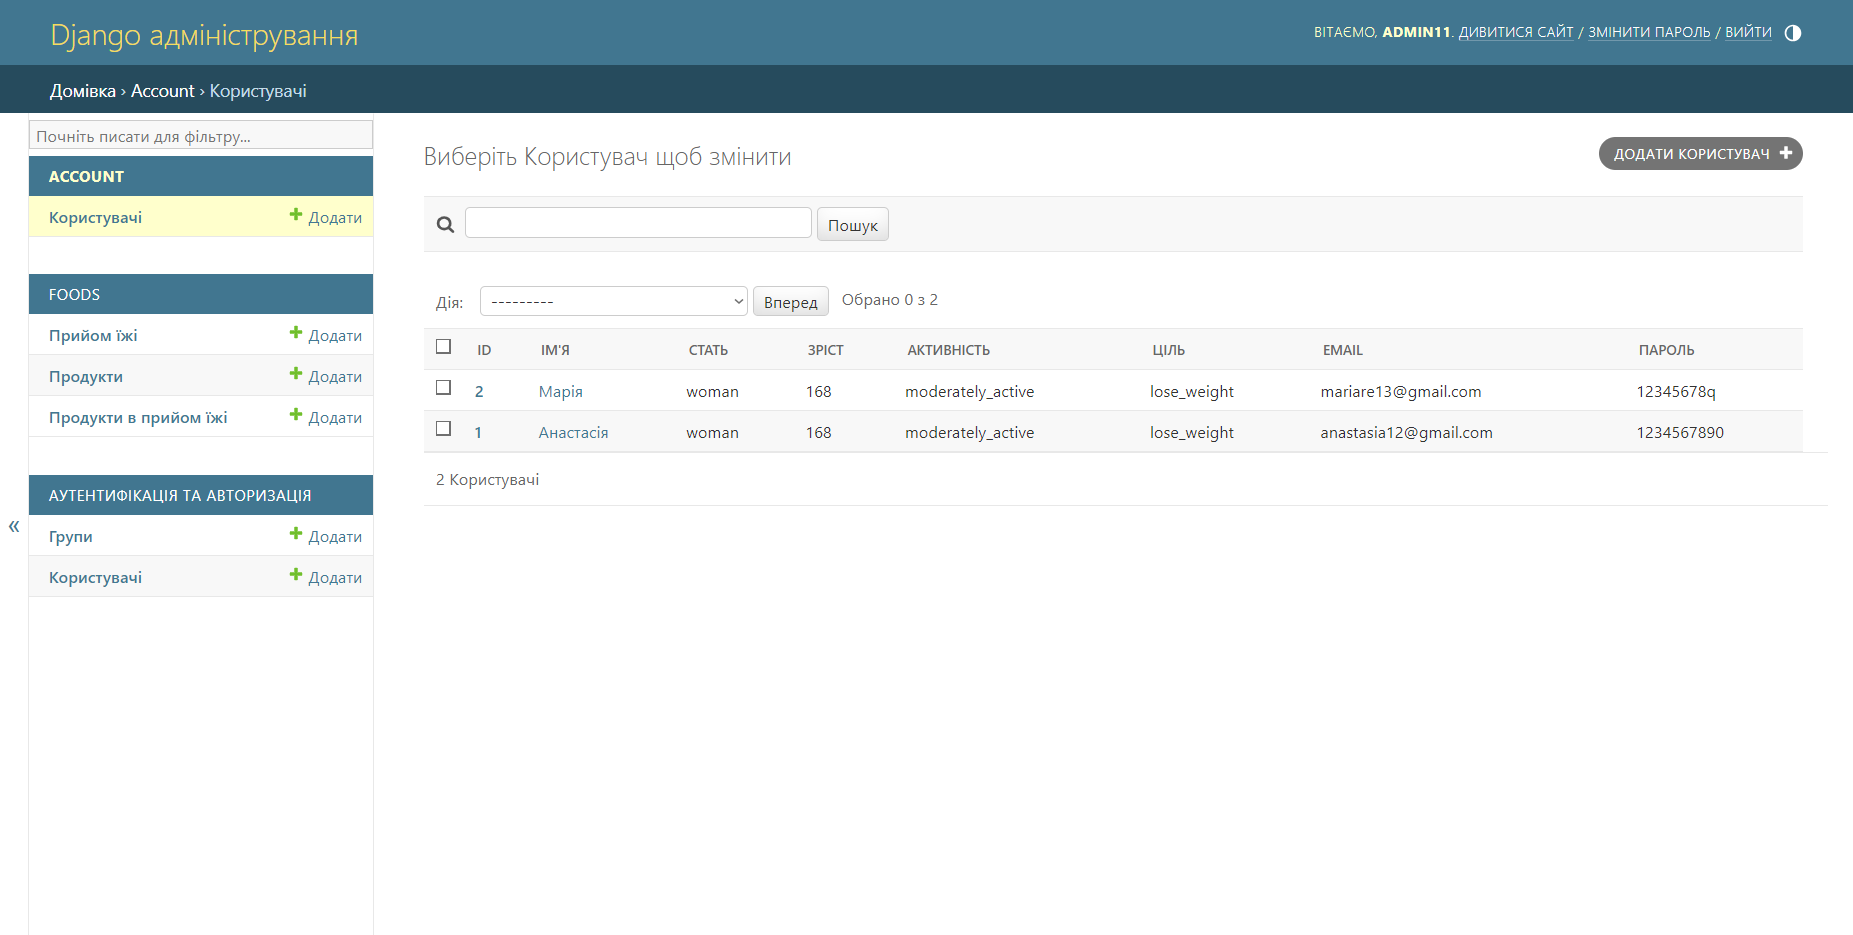 Django адміністрування
ВІТАЄМО, ADMIN11. ДИВИТИСЯ САЙТ / ЗМІНИТИ ПАРОЛЬ / ВИЙТИ
Домівка › Account › Користувачі
Почніть писати для фільтру...
ACCOUNT
Користувачі Додати
FOODS
Прийом їжі Додати
Продукти Додати
Продукти в прийом їжі Додати
АУТЕНТИФІКАЦІЯ ТА АВТОРИЗАЦІЯ
Групи Додати
Користувачі Додати
«
Виберіть Користувач щоб змінити
ДОДАТИ КОРИСТУВАЧ
Пошук
Дія: --------- Вперед Обрано 0 з 2
ID ІМ'Я СТАТЬ ЗРІСТ АКТИВНІСТЬ ЦІЛЬ EMAIL ПАРОЛЬ
2 Марія woman 168 moderately_active lose_weight mariare13@gmail.com 12345678q
1 Анастасія woman 168 moderately_active lose_weight anastasia12@gmail.com 1234567890
2 Користувачі